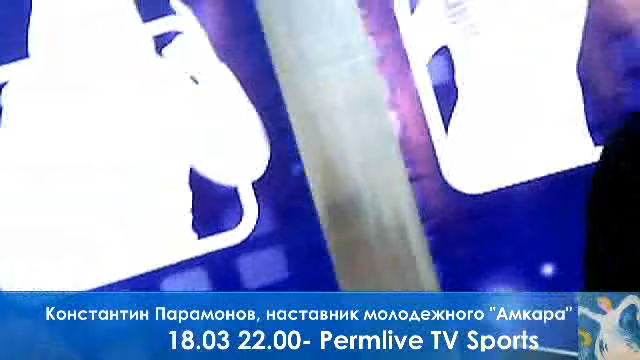 Константин Парамонов, наставник молодежного "Амкара"
18.03 22.00- Permlive TV Sports